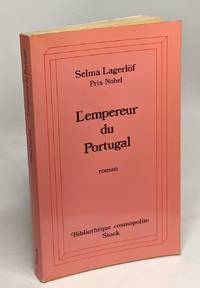 Selma Lagerlöf
Prix Nobel
L'empereur
du
Portugal
roman
Bibliothèque cosmopolite
Stock